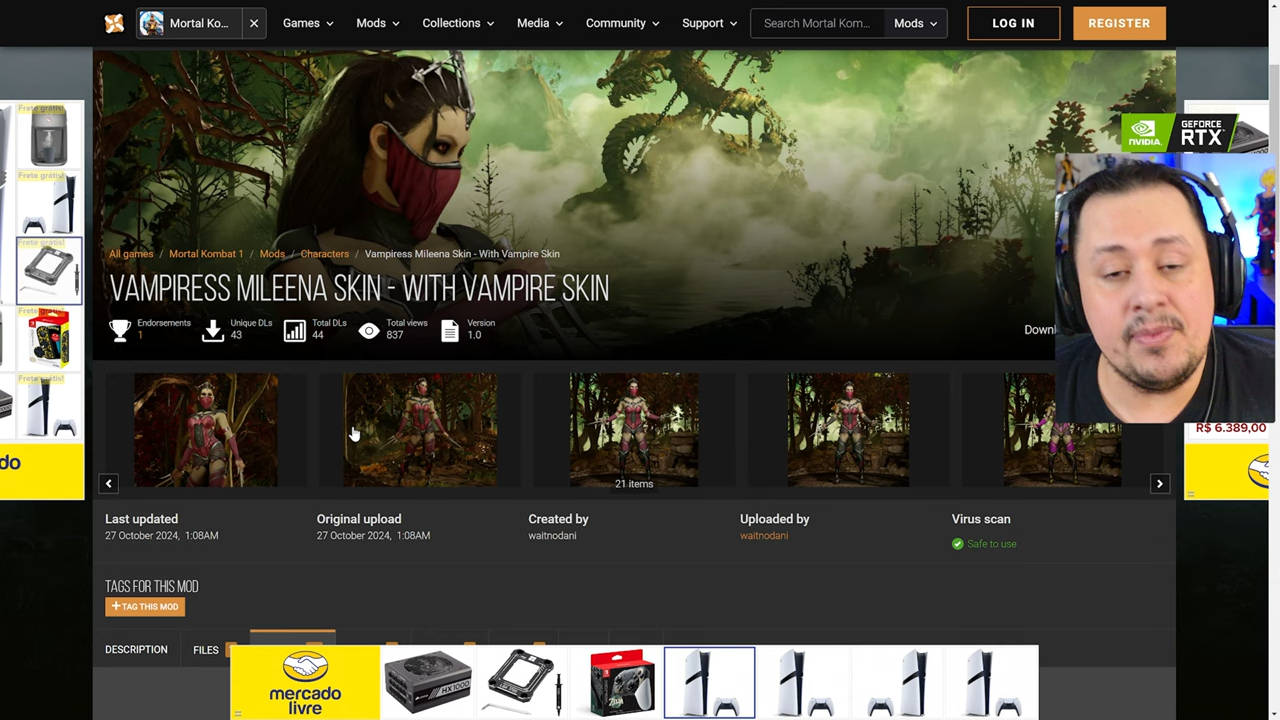 Mortal Ko...
Games
Mods
Collections
Media
Community
Support
Search Mortal Kom...
Mods
LOG IN
REGISTER
Frete grátis!
Frete grátis!
Frete grátis!
Frete grátis!
Frete grátis!
NVIDIA.
GEFORCE
RTX
All games / Mortal Kombat 1 / Mods / Characters / Vampiress Mileena Skin - With Vampire Skin
VAMPIRESS MILEENA SKIN - WITH VAMPIRE SKIN
Endorsements
1
Unique DLs
43
Total DLs
44
Total views
837
Version
1.0
Downl
R$ 6.389,00
do
21 items
Last updated
27 October 2024, 1:08AM
Original upload
27 October 2024, 1:08AM
Created by
waitnodani
Uploaded by
waitnodani
Virus scan
Safe to use
TAGS FOR THIS MOD
+ TAG THIS MOD
DESCRIPTION
FILES
mercado
livre
HX1000